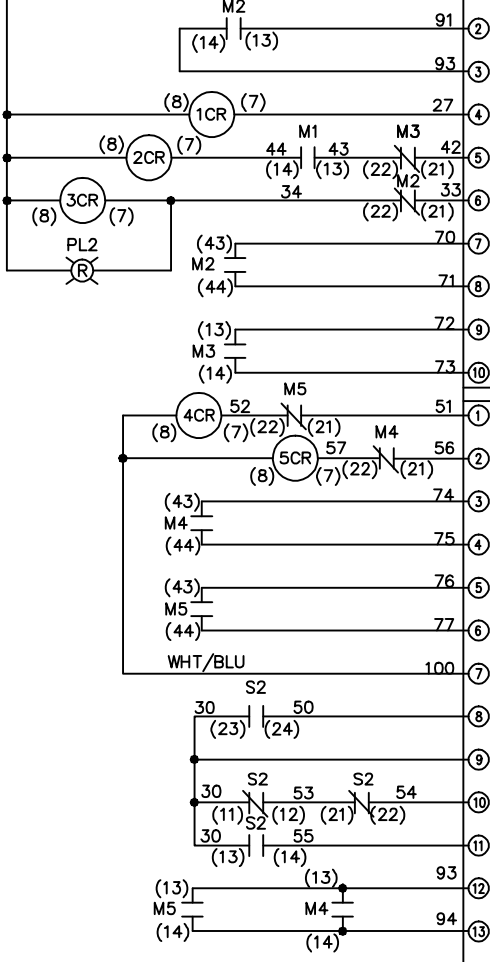 M2 91 2
(14) (13)
93 3
(8) 1CR (7) 27 4
(8) 2CR (7) 44 M1 43 M3 42 5
(14) (13) (22) (21)
3CR 34 M2 33 6
(8) (7) (22) (21)
PL2 R
(43) 70 7
M2
(44) 71 8
(13) 72 9
M3
(14) 73 10
4CR 52 M5 51 1
(8) (7) (22) (21)
5CR 57 M4 56 2
(8) (7) (22) (21)
(43) 74 3
M4
(44) 75 4
(43) 76 5
M5
(44) 77 6
WHT/BLU 100 7
S2
30 50 8
(23) (24)
9
S2 S2
30 53 54 10
(11) (12) (21) (22)
S2
30 55 11
(13) (14)
(13) (13) 93 12
M5 M4
(14) (14) 94 13